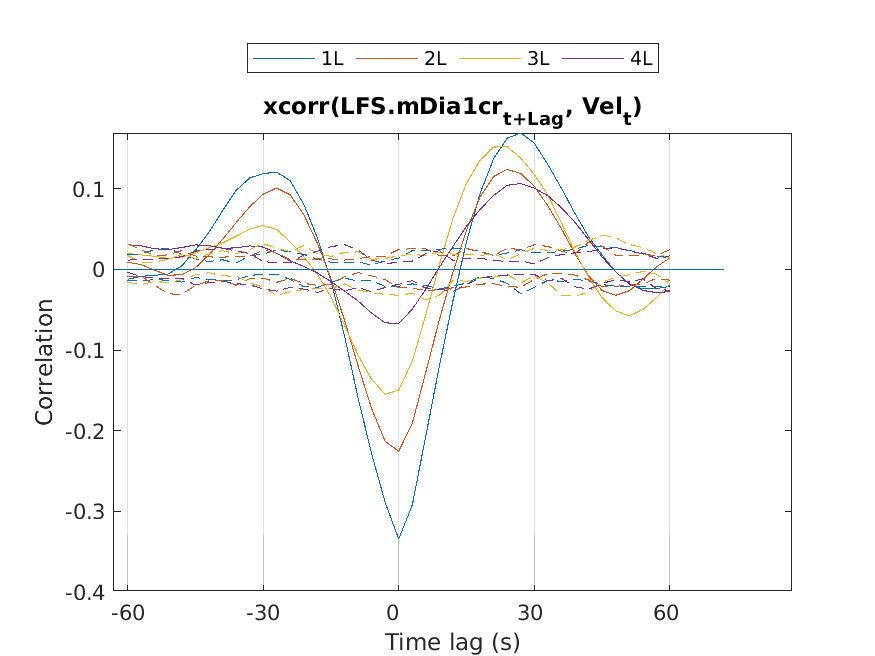 1L 2L 3L 4L
xcorr(LFS.mDia1cr_{t+Lag}, Vel_t)
0.1
0
-0.1
-0.2
-0.3
-0.4
Correlation
-60 -30 0 30 60
Time lag (s)